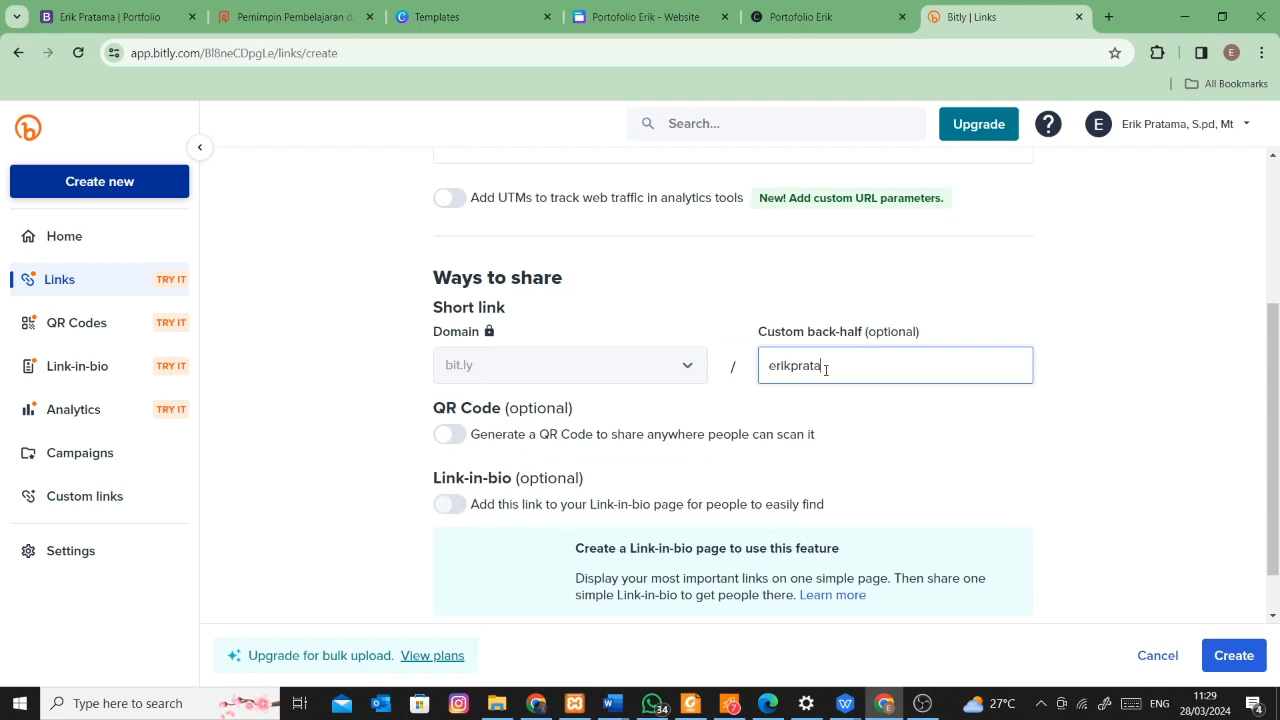 Erik Pratama | Portfolio
Pemimpin Pembelajaran da
Templates
Portofolio Erik - Website
Portofolio Erik
Bitly | Links
app.bitly.com/Bl8neCDpgLe/links/create
E
All Bookmarks
Search...
Upgrade
E
Erik Pratama, S.pd, Mt
Create new
Home
Links
TRY IT
QR Codes
TRY IT
Link-in-bio
TRY IT
Analytics
TRY IT
Campaigns
Custom links
Settings
Add UTMs to track web traffic in analytics tools
New! Add custom URL parameters.
Ways to share
Short link
Domain
Custom back-half (optional)
bit.ly
/
erikprata
QR Code (optional)
Generate a QR Code to share anywhere people can scan it
Link-in-bio (optional)
Add this link to your Link-in-bio page for people to easily find
Create a Link-in-bio page to use this feature
Display your most important links on one simple page. Then share one
simple Link-in-bio to get people there. Learn more
Upgrade for bulk upload. View plans
Cancel
Create
Type here to search
34
7
27°C
ENG
11:29
28/03/2024
4